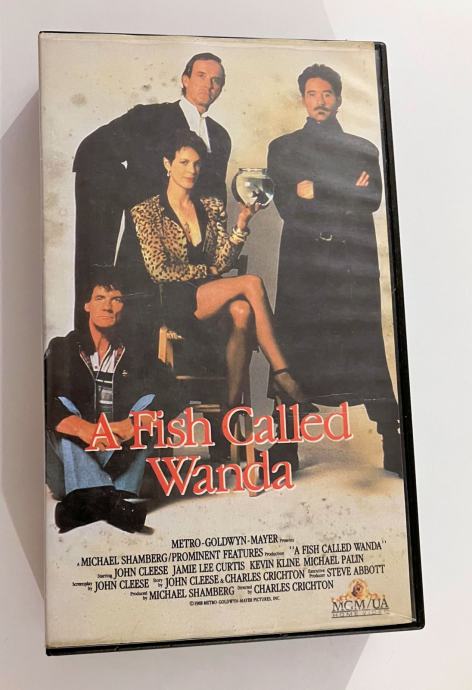 A Fish Called
Wanda
METRO-GOLDWYN-MAYER Presents
A MICHAEL SHAMBERG/PROMINENT FEATURES Production "A FISH CALLED WANDA"
Starring JOHN CLEESE JAMIE LEE CURTIS KEVIN KLINE MICHAEL PALIN
Screenplay by JOHN CLEESE Story by JOHN CLEESE & CHARLES CRICHTON Executive Producer STEVE ABBOTT
Produced by MICHAEL SHAMBERG Directed by CHARLES CRICHTON
©1988 METRO-GOLDWYN-MAYER PICTURES, INC.
MGM/UA
HOME VIDEO